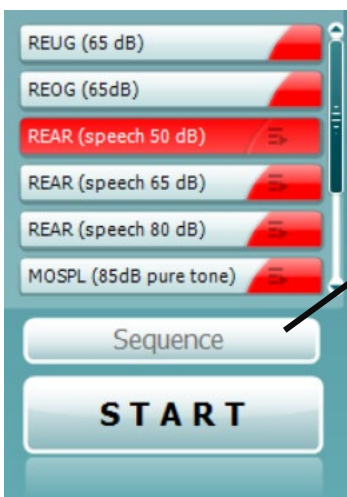 REUG (65 dB)
REOG (65dB)
REAR (speech 50 dB)
REAR (speech 65 dB)
REAR (speech 80 dB)
MOSPL (85dB pure tone)
Sequence
START